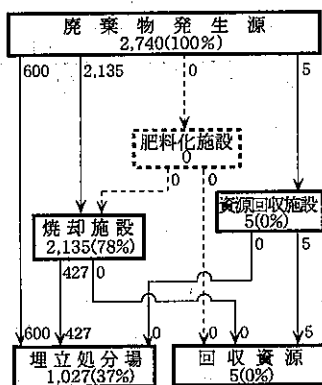 廃棄物発生源
2,740(100%)
600 2,135 0 5
肥料化施設
0
0 0
資源回収施設
5(0%)
焼却施設
2,135(78%)
0 5
427 0
600 427 0 0 0 5
埋立処分場
1,027(37%)
回収資源
5(0%)